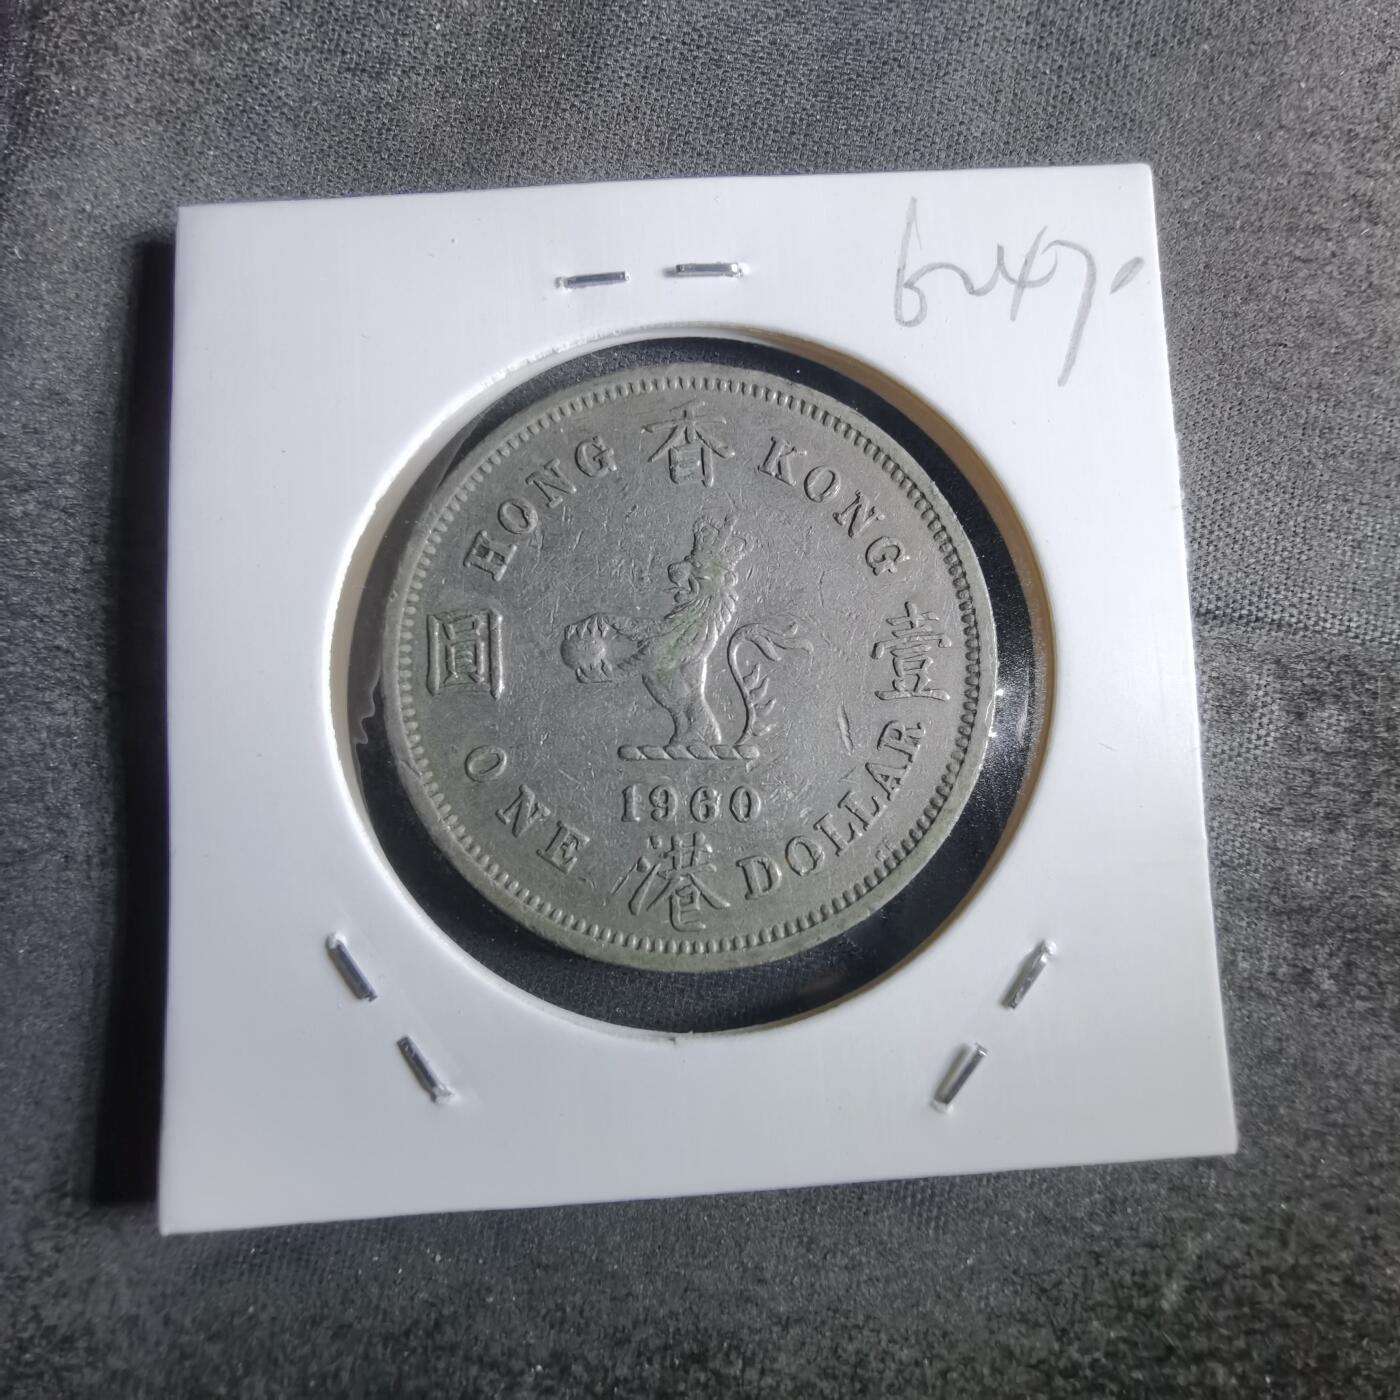 HONG 香 KONG
圓 壹
ONE 港 DOLLAR
1960